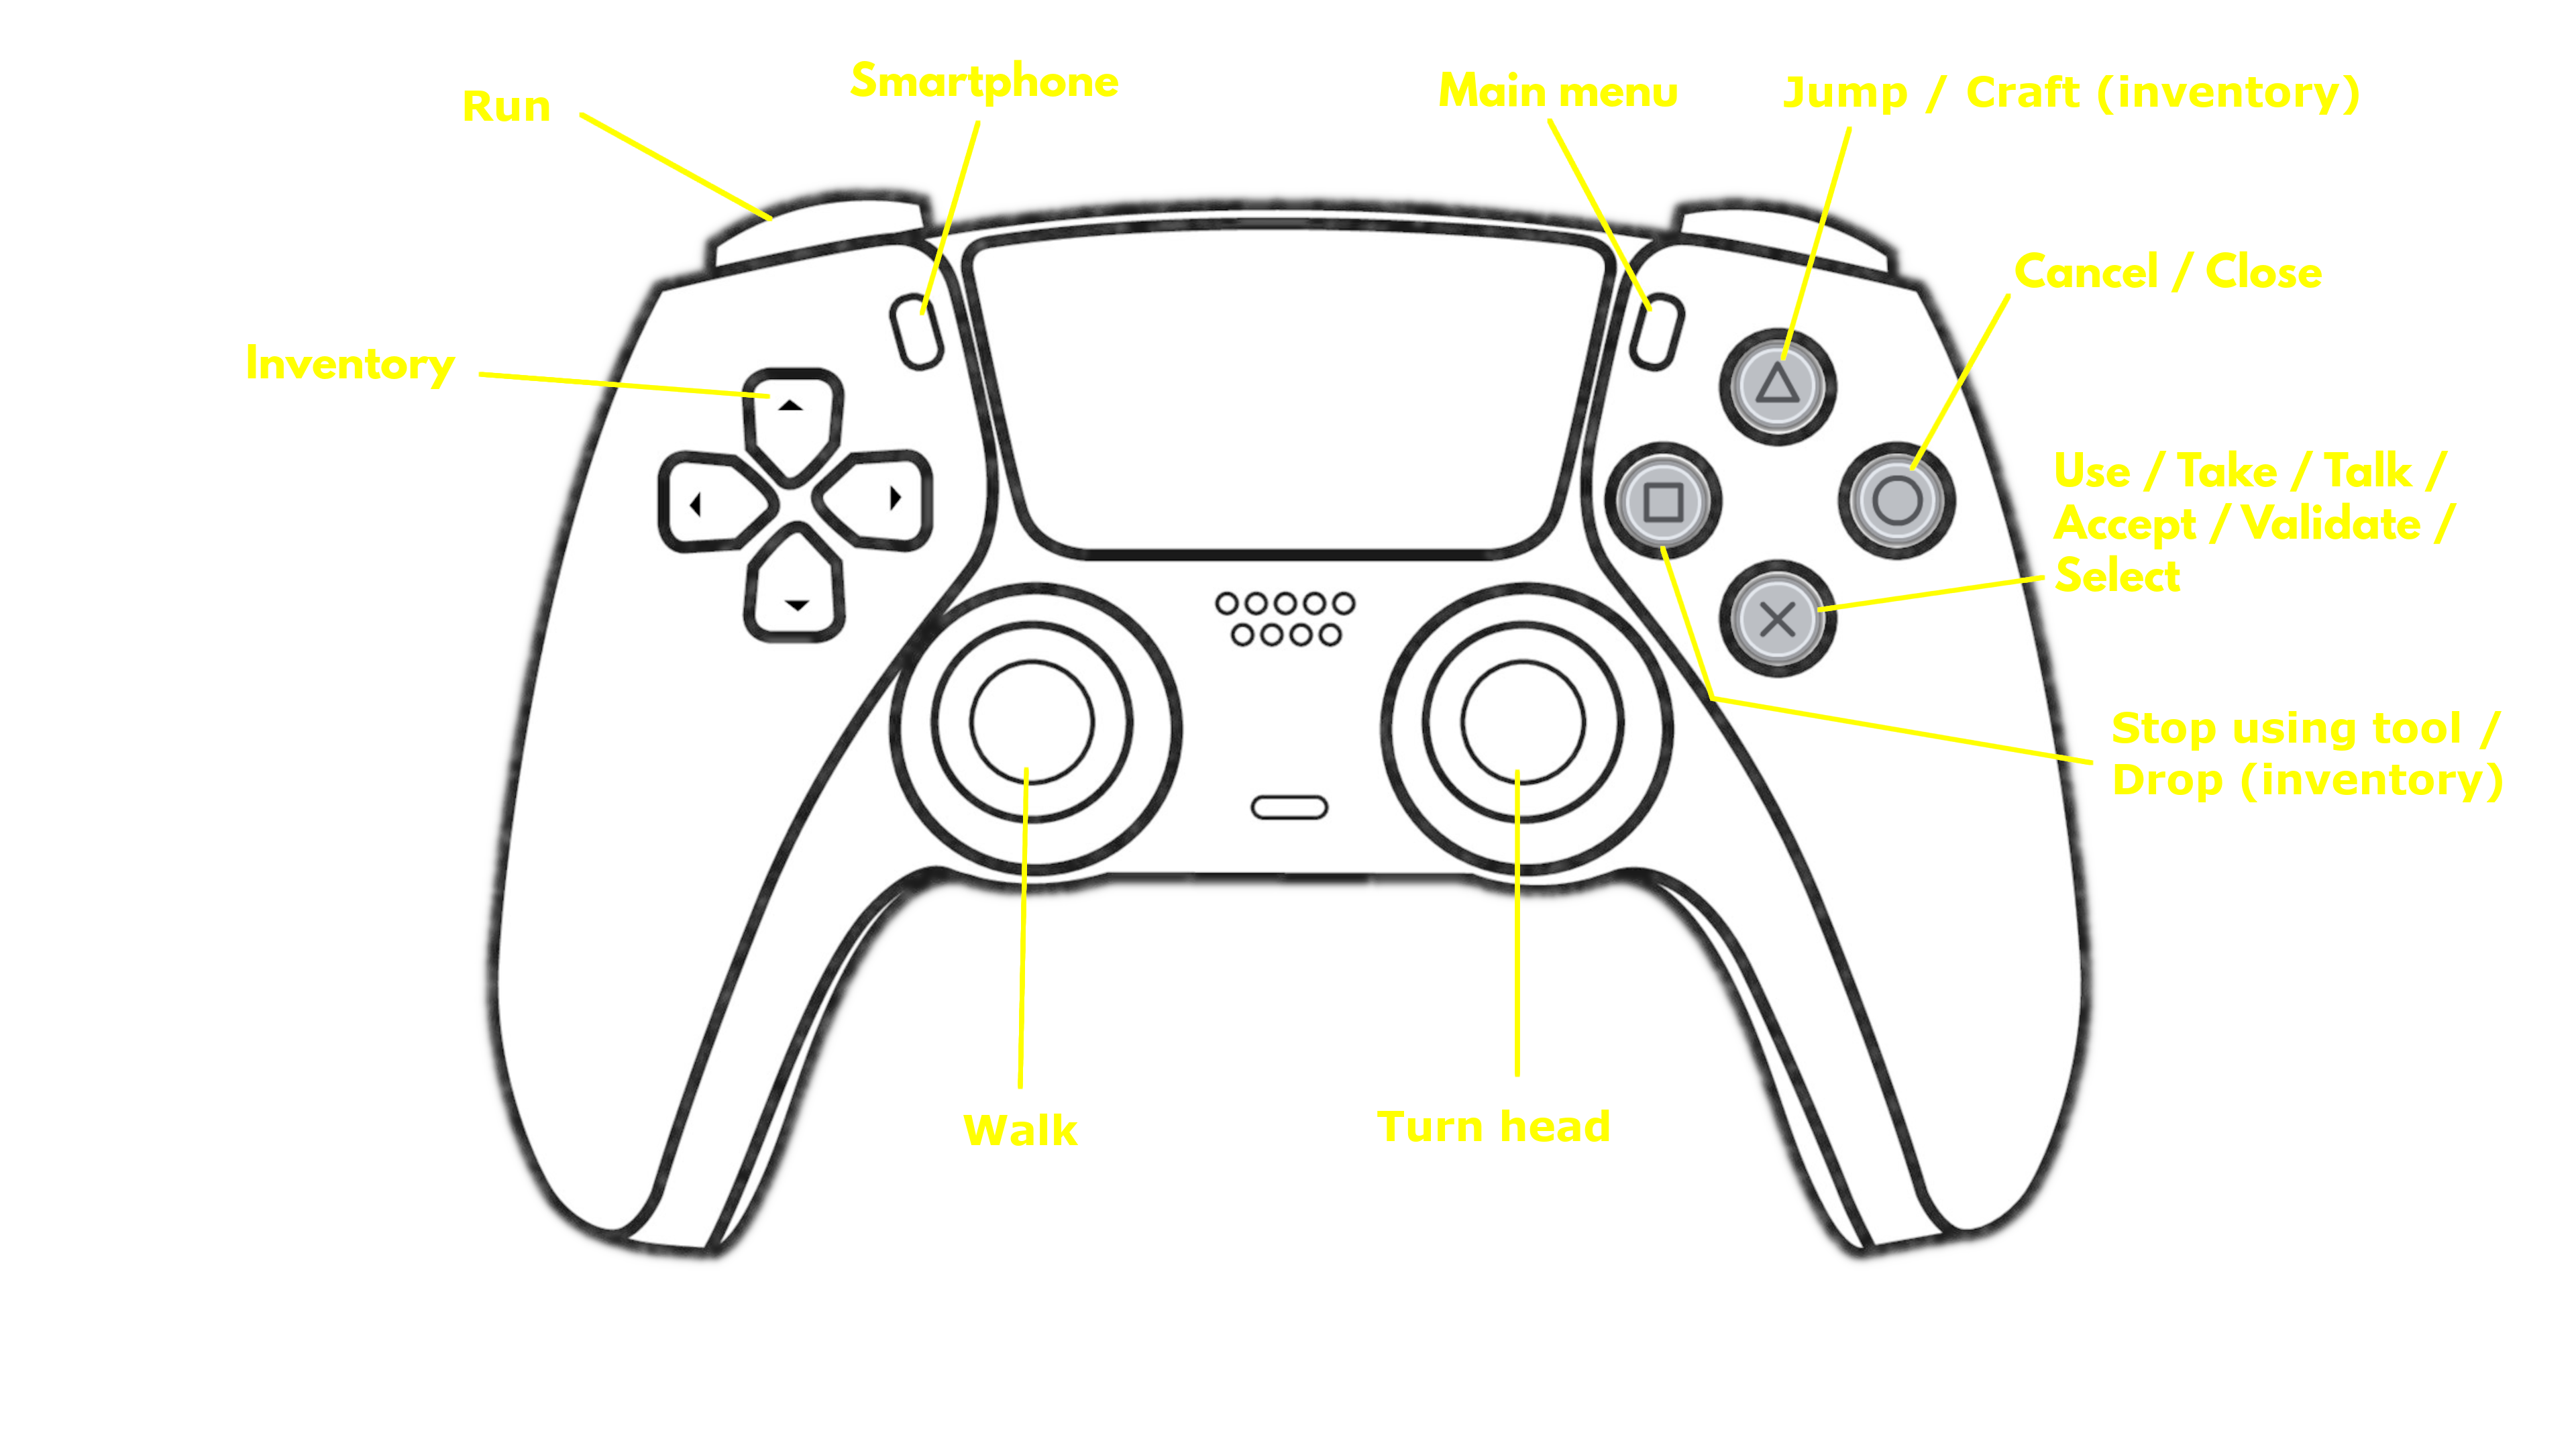 Smartphone
Main menu
Jump / Craft (inventory)
Run
Cancel / Close
Inventory
Use / Take / Talk /
Accept / Validate /
Select
Stop using tool /
Drop (inventory)
Walk
Turn head